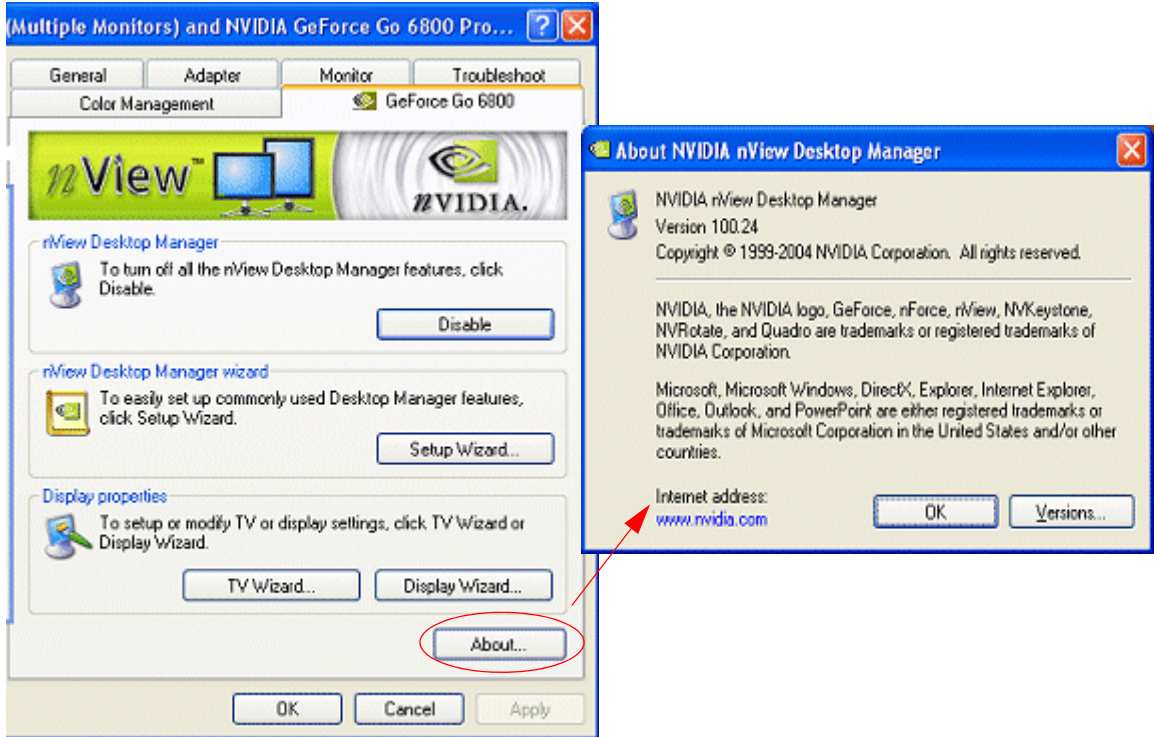 (Multiple Monitors) and NVIDIA GeForce Go 6800 Pro...
General
Adapter
Monitor
Troubleshoot
Color Management
GeForce Go 6800
nView™
nVIDIA.
nView Desktop Manager
To turn off all the nView Desktop Manager features, click
Disable.
Disable
nView Desktop Manager wizard
To easily set up commonly used Desktop Manager features,
click Setup Wizard.
Setup Wizard...
Display properties
To setup or modify TV or display settings, click TV Wizard or
Display Wizard.
TV Wizard...
Display Wizard...
About...
OK
Cancel
Apply
About NVIDIA nView Desktop Manager
NVIDIA nView Desktop Manager
Version 100.24
Copyright © 1999-2004 NVIDIA Corporation. All rights reserved.
NVIDIA, the NVIDIA logo, GeForce, nForce, nView, NVKeystone,
NVRotate, and Quadro are trademarks or registered trademarks of
NVIDIA Corporation.
Microsoft, Microsoft Windows, DirectX, Explorer, Internet Explorer,
Office, Outlook, and PowerPoint are either registered trademarks or
trademarks of Microsoft Corporation in the United States and/or other
countries.
Internet address:
www.nvidia.com
OK
Versions...